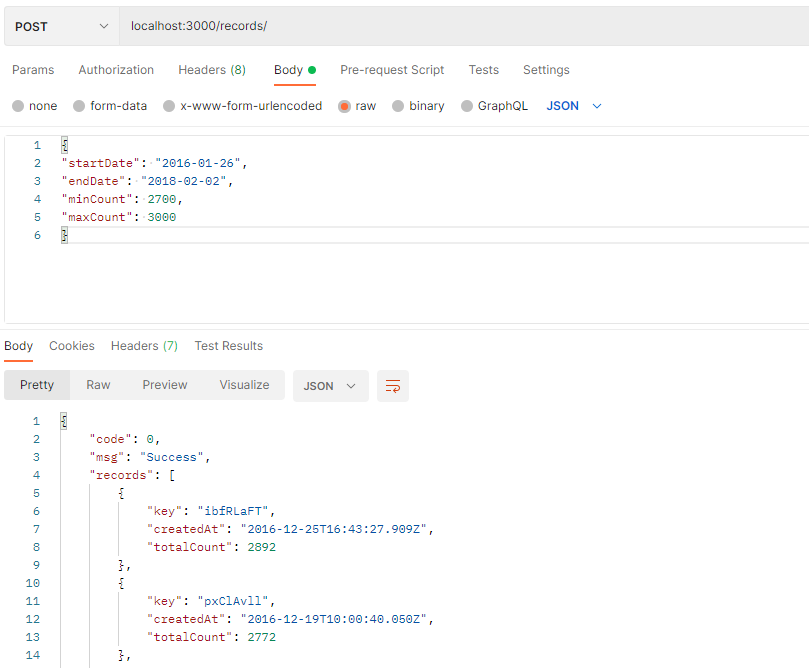 POST localhost:3000/records/
Params Authorization Headers (8) Body Pre-request Script Tests Settings
none form-data x-www-form-urlencoded raw binary GraphQL JSON
1 {
2 "startDate": "2016-01-26",
3 "endDate": "2018-02-02",
4 "minCount": 2700,
5 "maxCount": 3000
6 }
Body Cookies Headers (7) Test Results
Pretty Raw Preview Visualize JSON
1 {
2 "code": 0,
3 "msg": "Success",
4 "records": [
5 {
6 "key": "ibfRLaFT",
7 "createdAt": "2016-12-25T16:43:27.909Z",
8 "totalCount": 2892
9 },
10 {
11 "key": "pxClAvll",
12 "createdAt": "2016-12-19T10:00:40.050Z",
13 "totalCount": 2772
14 },